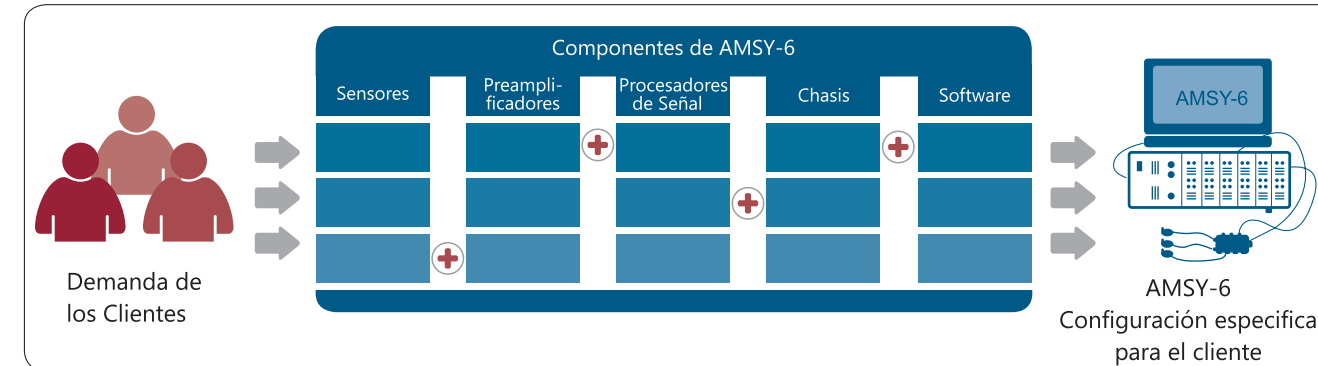 Componentes de AMSY-6
Sensores
Preampli-
ficadores
Procesadores
de Señal
Chasis
Software
AMSY-6
Demanda de
los Clientes
AMSY-6
Configuración especifica
para el cliente